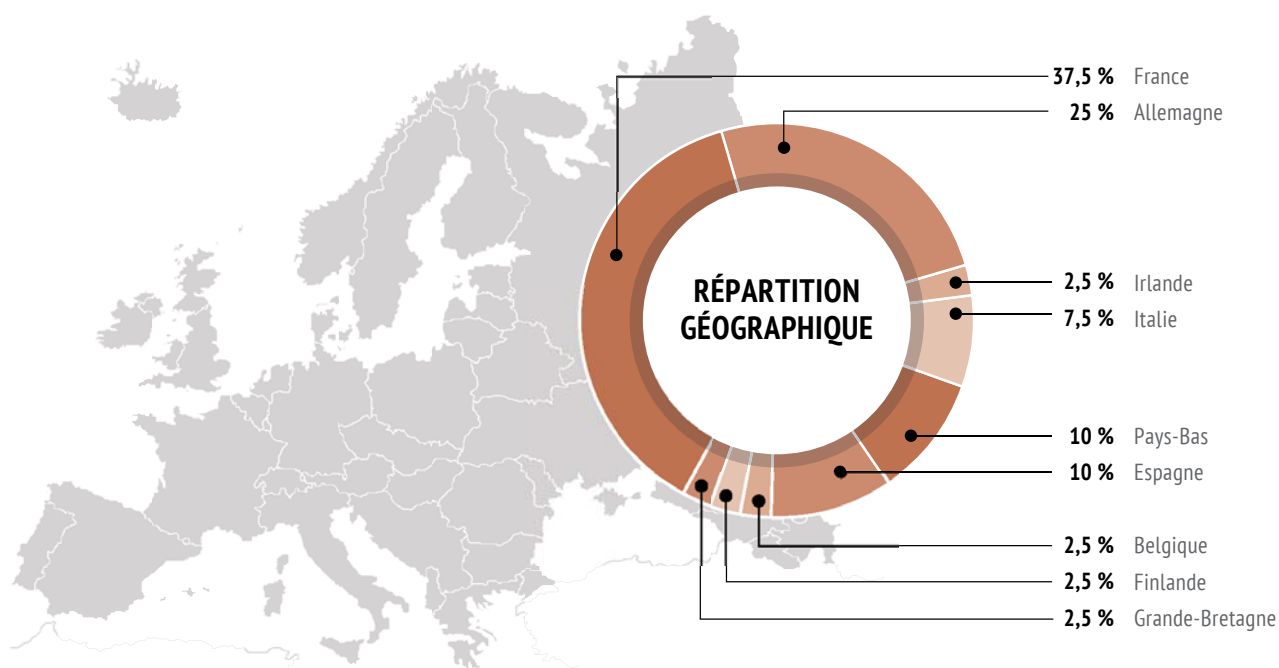 37,5 % France
25 % Allemagne
2,5 % Irlande
RÉPARTITION
GÉOGRAPHIQUE
7,5 % Italie
10 % Pays-Bas
10 % Espagne
2,5 % Belgique
2,5 % Finlande
2,5 % Grande-Bretagne